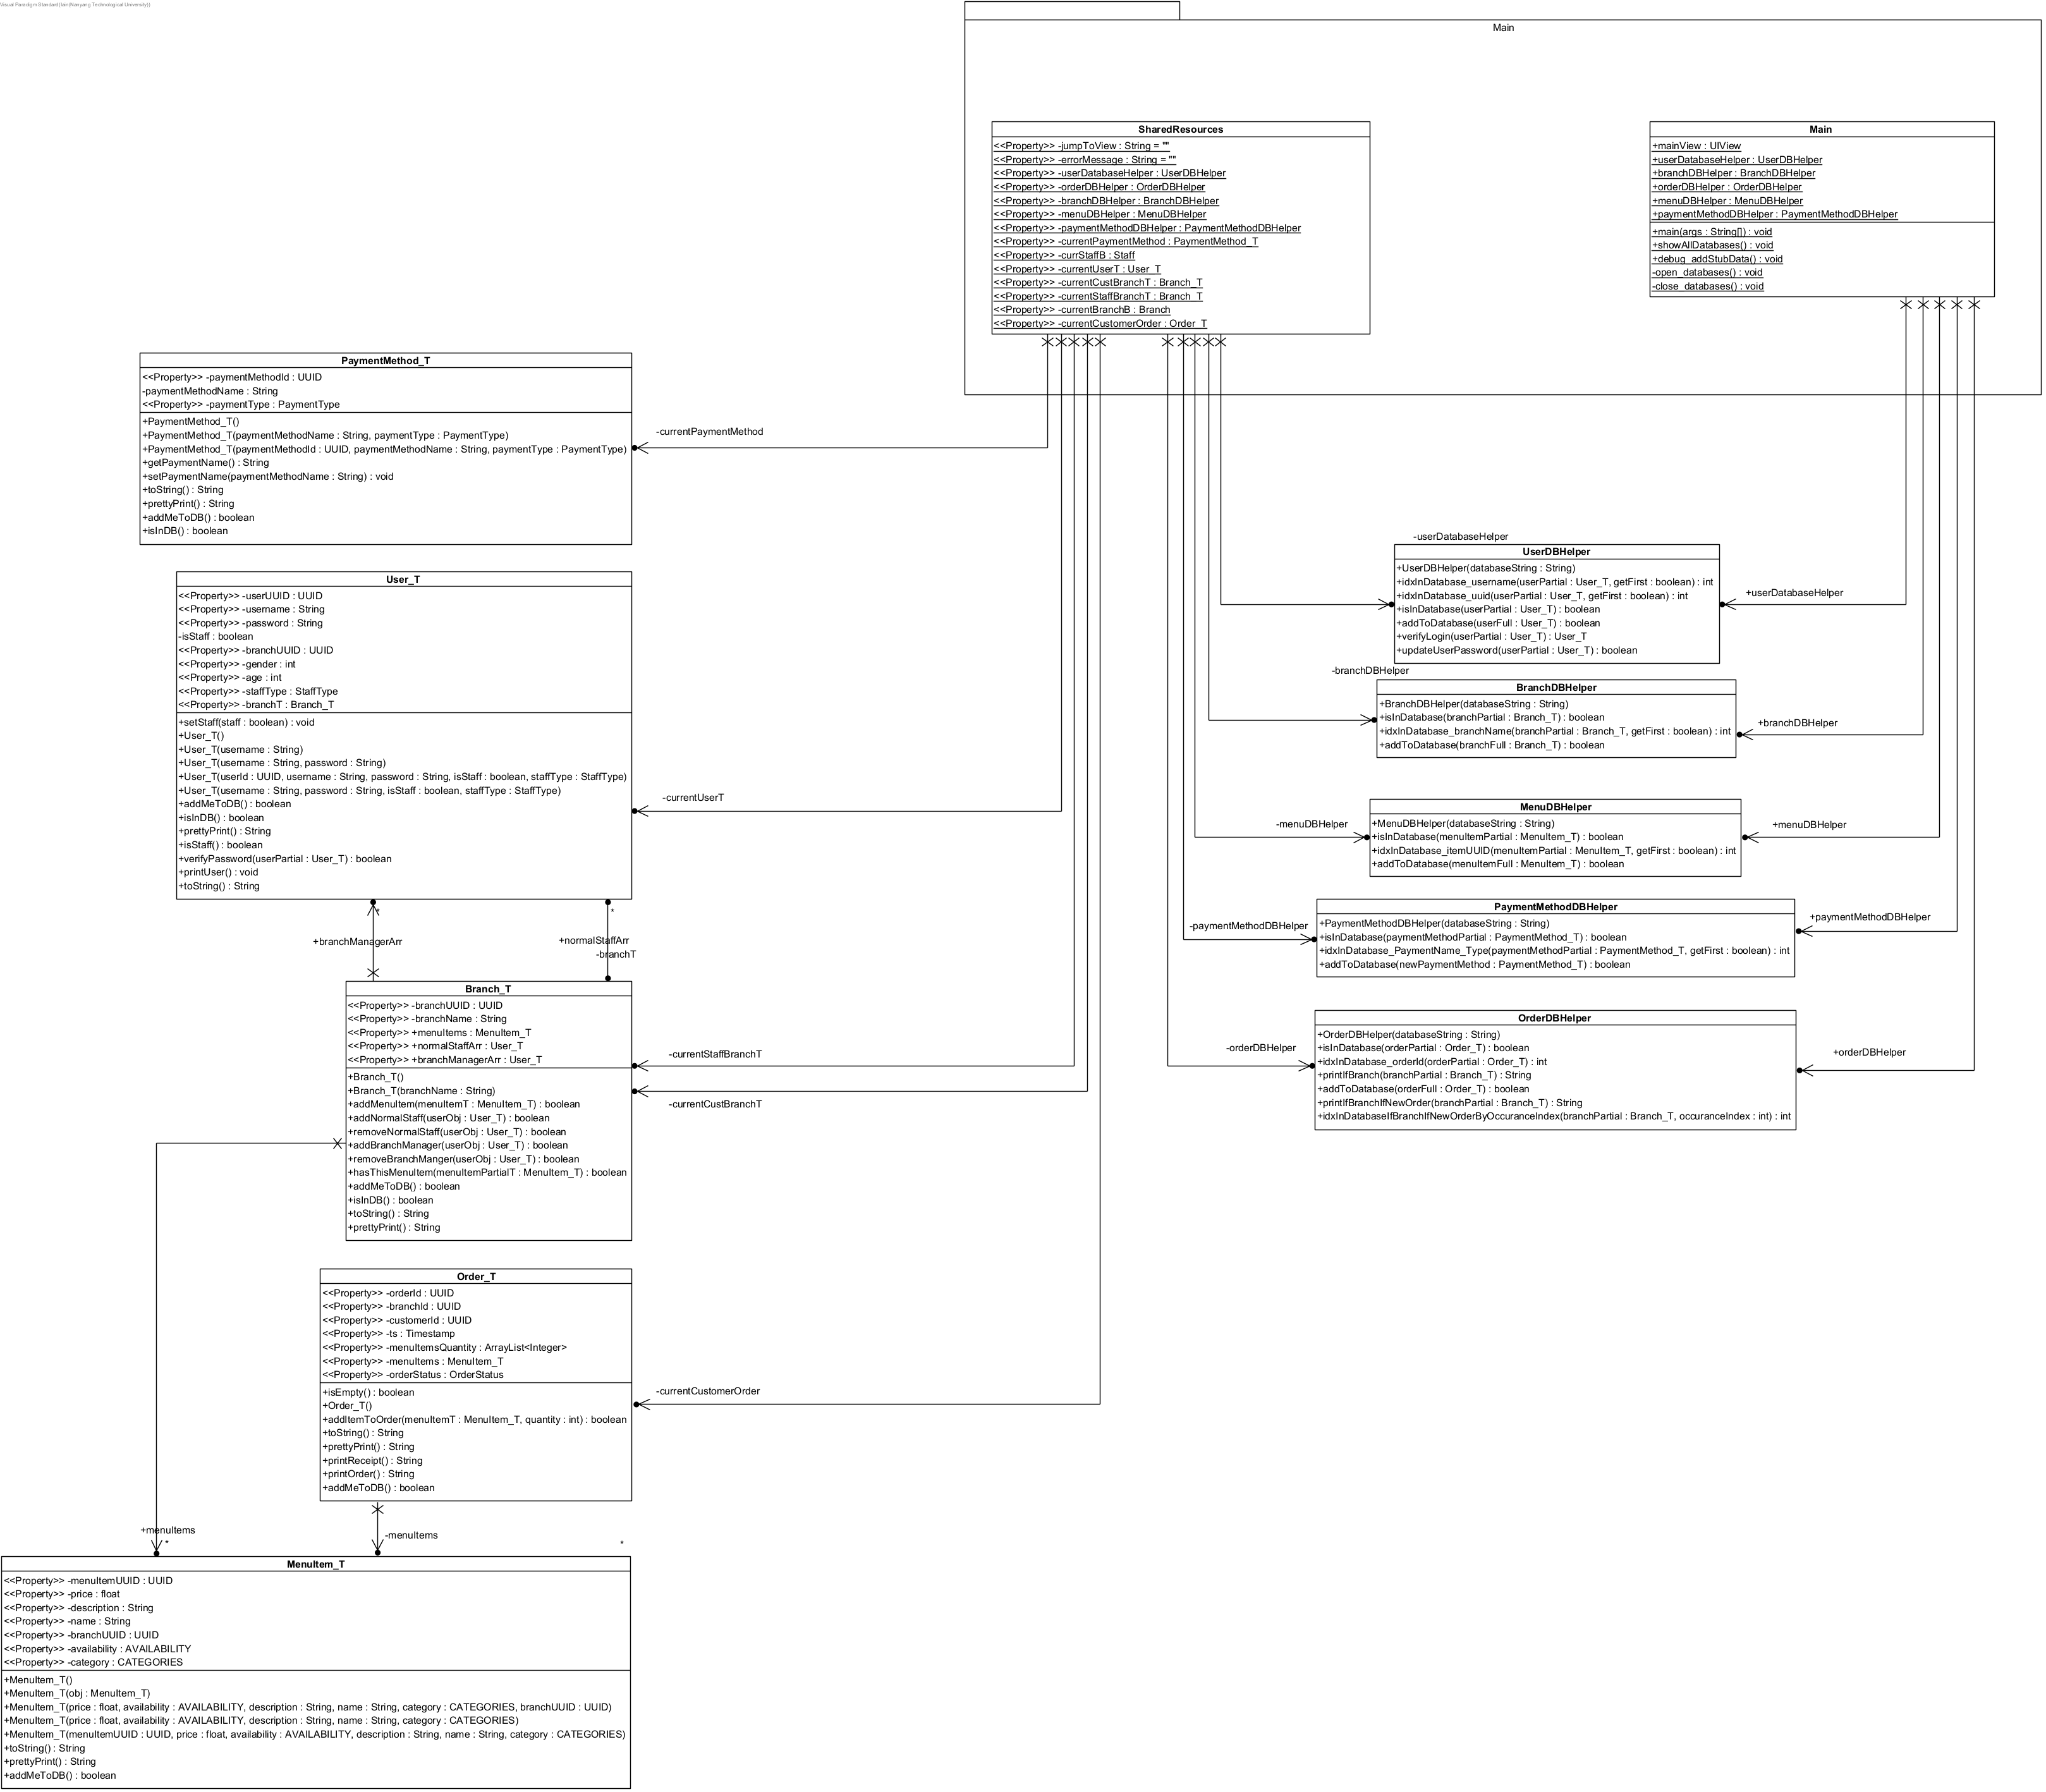 Visual Paradigm Standard(Iain(Nanyang Technological University))
Main
SharedResources
<<Property>> -jumpToView : String = ""
<<Property>> -errorMessage : String = ""
<<Property>> -userDatabaseHelper : UserDBHelper
<<Property>> -orderDBHelper : OrderDBHelper
<<Property>> -branchDBHelper : BranchDBHelper
<<Property>> -menuDBHelper : MenuDBHelper
<<Property>> -paymentMethodDBHelper : PaymentMethodDBHelper
<<Property>> -currentPaymentMethod : PaymentMethod_T
<<Property>> -currStaffB : Staff
<<Property>> -currentUserT : User_T
<<Property>> -currentCustBranchT : Branch_T
<<Property>> -currentStaffBranchT : Branch_T
<<Property>> -currentBranchB : Branch
<<Property>> -currentCustomerOrder : Order_T
Main
+mainView : UIView
+userDatabaseHelper : UserDBHelper
+branchDBHelper : BranchDBHelper
+orderDBHelper : OrderDBHelper
+menuDBHelper : MenuDBHelper
+paymentMethodDBHelper : PaymentMethodDBHelper
+main(args : String[]) : void
+showAllDatabases() : void
+debug_addStubData() : void
-open_databases() : void
-close_databases() : void
PaymentMethod_T
<<Property>> -paymentMethodId : UUID
-paymentMethodName : String
<<Property>> -paymentType : PaymentType
+PaymentMethod_T()
+PaymentMethod_T(paymentMethodName : String, paymentType : PaymentType)
+PaymentMethod_T(paymentMethodId : UUID, paymentMethodName : String, paymentType : PaymentType)
+getPaymentName() : String
+setPaymentName(paymentMethodName : String) : void
+toString() : String
+prettyPrint() : String
+addMeToDB() : boolean
+isInDB() : boolean
-currentPaymentMethod
-userDatabaseHelper
UserDBHelper
+UserDBHelper(databaseString : String)
+idxInDatabase_username(userPartial : User_T, getFirst : boolean) : int
+idxInDatabase_uuid(userPartial : User_T, getFirst : boolean) : int
+isInDatabase(userPartial : User_T) : boolean
+addToDatabase(userFull : User_T) : boolean
+verifyLogin(userPartial : User_T) : User_T
+updateUserPassword(userPartial : User_T) : boolean
+userDatabaseHelper
User_T
<<Property>> -userUUID : UUID
<<Property>> -username : String
<<Property>> -password : String
-isStaff : boolean
<<Property>> -branchUUID : UUID
<<Property>> -gender : int
<<Property>> -age : int
<<Property>> -staffType : StaffType
<<Property>> -branchT : Branch_T
+setStaff(staff : boolean) : void
+User_T()
+User_T(username : String)
+User_T(username : String, password : String)
+User_T(userId : UUID, username : String, password : String, isStaff : boolean, staffType : StaffType)
+User_T(username : String, password : String, isStaff : boolean, staffType : StaffType)
+addMeToDB() : boolean
+isInDB() : boolean
+prettyPrint() : String
+isStaff() : boolean
+verifyPassword(userPartial : User_T) : boolean
+printUser() : void
+toString() : String
-currentUserT
-branchDBHelper
BranchDBHelper
+BranchDBHelper(databaseString : String)
+isInDatabase(branchPartial : Branch_T) : boolean
+idxInDatabase_branchName(branchPartial : Branch_T, getFirst : boolean) : int
+addToDatabase(branchFull : Branch_T) : boolean
+branchDBHelper
-menuDBHelper
MenuDBHelper
+MenuDBHelper(databaseString : String)
+isInDatabase(menuItemPartial : MenuItem_T) : boolean
+idxInDatabase_itemUUID(menuItemPartial : MenuItem_T, getFirst : boolean) : int
+addToDatabase(menuItemFull : MenuItem_T) : boolean
+menuDBHelper
-paymentMethodDBHelper
PaymentMethodDBHelper
+PaymentMethodDBHelper(databaseString : String)
+isInDatabase(paymentMethodPartial : PaymentMethod_T) : boolean
+idxInDatabase_PaymentName_Type(paymentMethodPartial : PaymentMethod_T, getFirst : boolean) : int
+addToDatabase(newPaymentMethod : PaymentMethod_T) : boolean
+paymentMethodDBHelper
*
*
+branchManagerArr
+normalStaffArr
-branchT
Branch_T
<<Property>> -branchUUID : UUID
<<Property>> -branchName : String
<<Property>> +menuItems : MenuItem_T
<<Property>> +normalStaffArr : User_T
<<Property>> +branchManagerArr : User_T
+Branch_T()
+Branch_T(branchName : String)
+addMenuItem(menuItemT : MenuItem_T) : boolean
+addNormalStaff(userObj : User_T) : boolean
+removeNormalStaff(userObj : User_T) : boolean
+addBranchManager(userObj : User_T) : boolean
+removeBranchManger(userObj : User_T) : boolean
+hasThisMenuItem(menuItemPartialT : MenuItem_T) : boolean
+addMeToDB() : boolean
+isInDB() : boolean
+toString() : String
+prettyPrint() : String
-currentStaffBranchT
-currentCustBranchT
-orderDBHelper
OrderDBHelper
+OrderDBHelper(databaseString : String)
+isInDatabase(orderPartial : Order_T) : boolean
+idxInDatabase_orderId(orderPartial : Order_T) : int
+printIfBranch(branchPartial : Branch_T) : String
+addToDatabase(orderFull : Order_T) : boolean
+printIfBranchIfNewOrder(branchPartial : Branch_T) : String
+idxInDatabaseIfBranchIfNewOrderByOccuranceIndex(branchPartial : Branch_T, occuranceIndex : int) : int
+orderDBHelper
Order_T
<<Property>> -orderId : UUID
<<Property>> -branchId : UUID
<<Property>> -customerId : UUID
<<Property>> -ts : Timestamp
<<Property>> -menuItemsQuantity : ArrayList<Integer>
<<Property>> -menuItems : MenuItem_T
<<Property>> -orderStatus : OrderStatus
+isEmpty() : boolean
+Order_T()
+addItemToOrder(menuItemT : MenuItem_T, quantity : int) : boolean
+toString() : String
+prettyPrint() : String
+printReceipt() : String
+printOrder() : String
+addMeToDB() : boolean
-currentCustomerOrder
+menuItems
*
-menuItems
*
MenuItem_T
<<Property>> -menuItemUUID : UUID
<<Property>> -price : float
<<Property>> -description : String
<<Property>> -name : String
<<Property>> -branchUUID : UUID
<<Property>> -availability : AVAILABILITY
<<Property>> -category : CATEGORIES
+MenuItem_T()
+MenuItem_T(obj : MenuItem_T)
+MenuItem_T(price : float, availability : AVAILABILITY, description : String, name : String, category : CATEGORIES, branchUUID : UUID)
+MenuItem_T(price : float, availability : AVAILABILITY, description : String, name : String, category : CATEGORIES)
+MenuItem_T(menuItemUUID : UUID, price : float, availability : AVAILABILITY, description : String, name : String, category : CATEGORIES)
+toString() : String
+prettyPrint() : String
+addMeToDB() : boolean